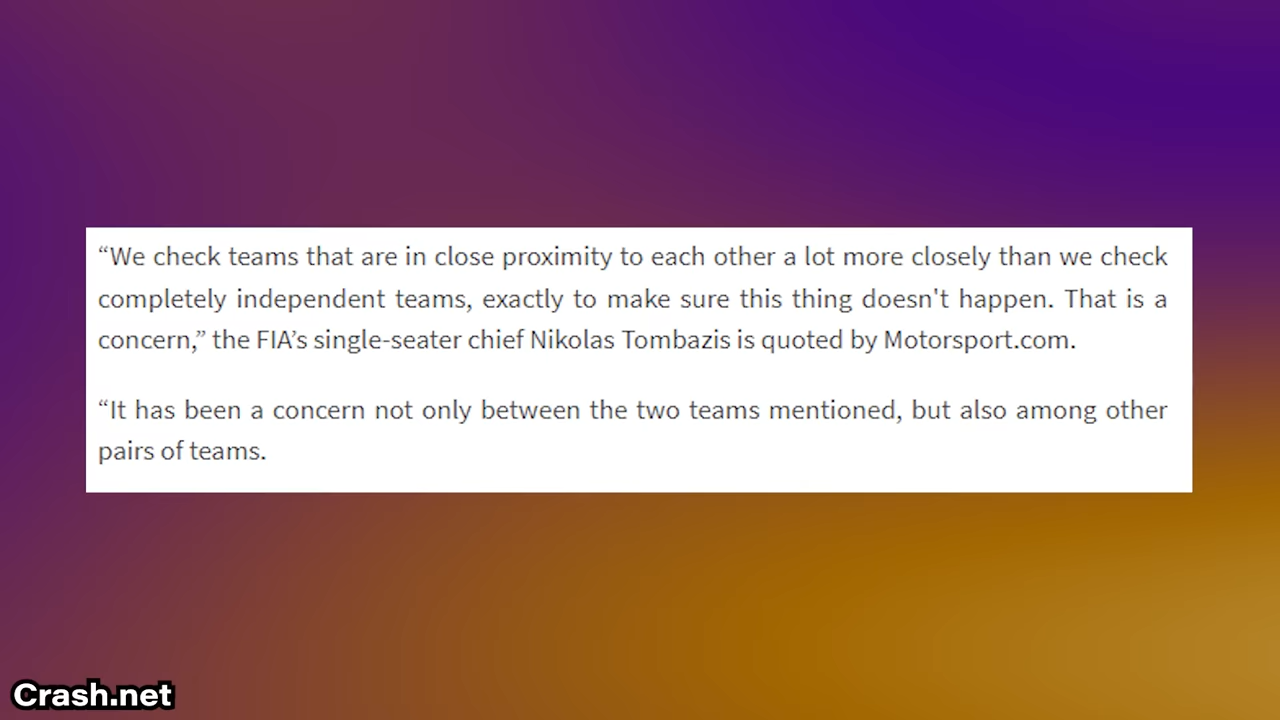 “We check teams that are in close proximity to each other a lot more closely than we check
completely independent teams, exactly to make sure this thing doesn't happen. That is a
concern,” the FIA’s single-seater chief Nikolas Tombazis is quoted by Motorsport.com.
“It has been a concern not only between the two teams mentioned, but also among other
pairs of teams.
Crash.net